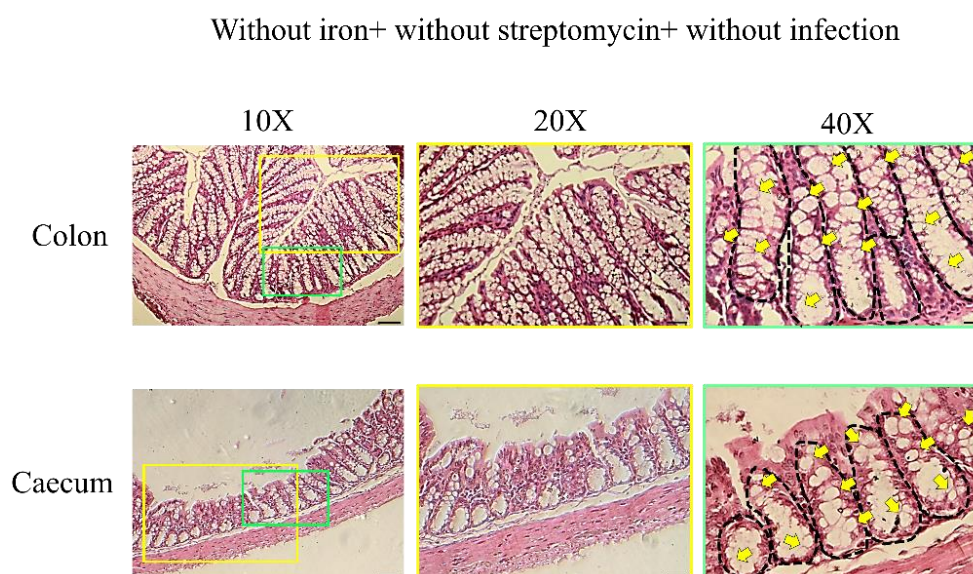 Without iron+ without streptomycin+ without infection
10X
20X
40X
Colon
Caecum